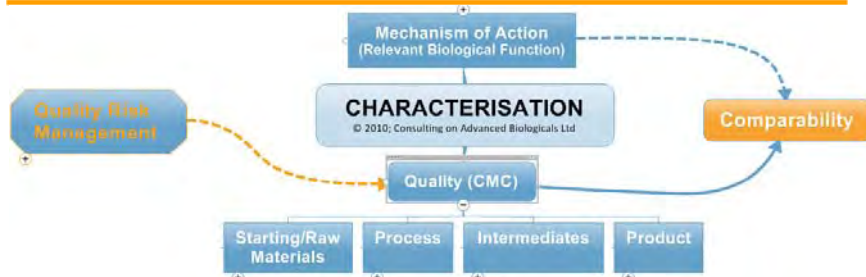 Mechanism of Action
(Relevant Biological Function)
CHARACTERISATION
© 2010; Consulting on Advanced Biologicals Ltd
Quality Risk
Management
Comparability
Quality (CMC)
Starting/Raw
Materials
Process
Intermediates
Product